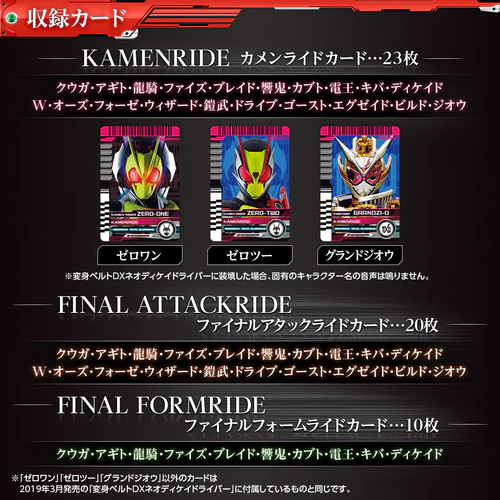 収録カード
KAMENRIDE カメンライドカード…23枚
クウガ・アギト・龍騎・ファイズ・ブレイド・響鬼・カブト・電王・キバ・ディケイド
W・オーズ・フォーゼ・ウィザード・鎧武・ドライブ・ゴースト・エグゼイド・ビルド・ジオウ
KAMEN RIDER ZERO-ONE
KAMENRIDE
KAMEN RIDER ZERO-TWO
KAMENRIDE
KAMEN RIDER GRANDZI-O
KAMENRIDE
ゼロワン
ゼロツー
グランドジオウ
※変身ベルトDXネオディケイドライバーに装填した場合、固有のキャラクター名の音声は鳴りません。
FINAL ATTACKRIDE
ファイナルアタックライドカード…20枚
クウガ・アギト・龍騎・ファイズ・ブレイド・響鬼・カブト・電王・キバ・ディケイド
W・オーズ・フォーゼ・ウィザード・鎧武・ドライブ・ゴースト・エグゼイド・ビルド・ジオウ
FINAL FORMRIDE
ファイナルフォームライドカード…10枚
クウガ・アギト・龍騎・ファイズ・ブレイド・響鬼・カブト・電王・キバ・ディケイド
※「ゼロワン」「ゼロツー」「グランドジオウ」以外のカードは
2019年3月発売の「変身ベルトDXネオディケイドライバー」に付属しているものと同じです。